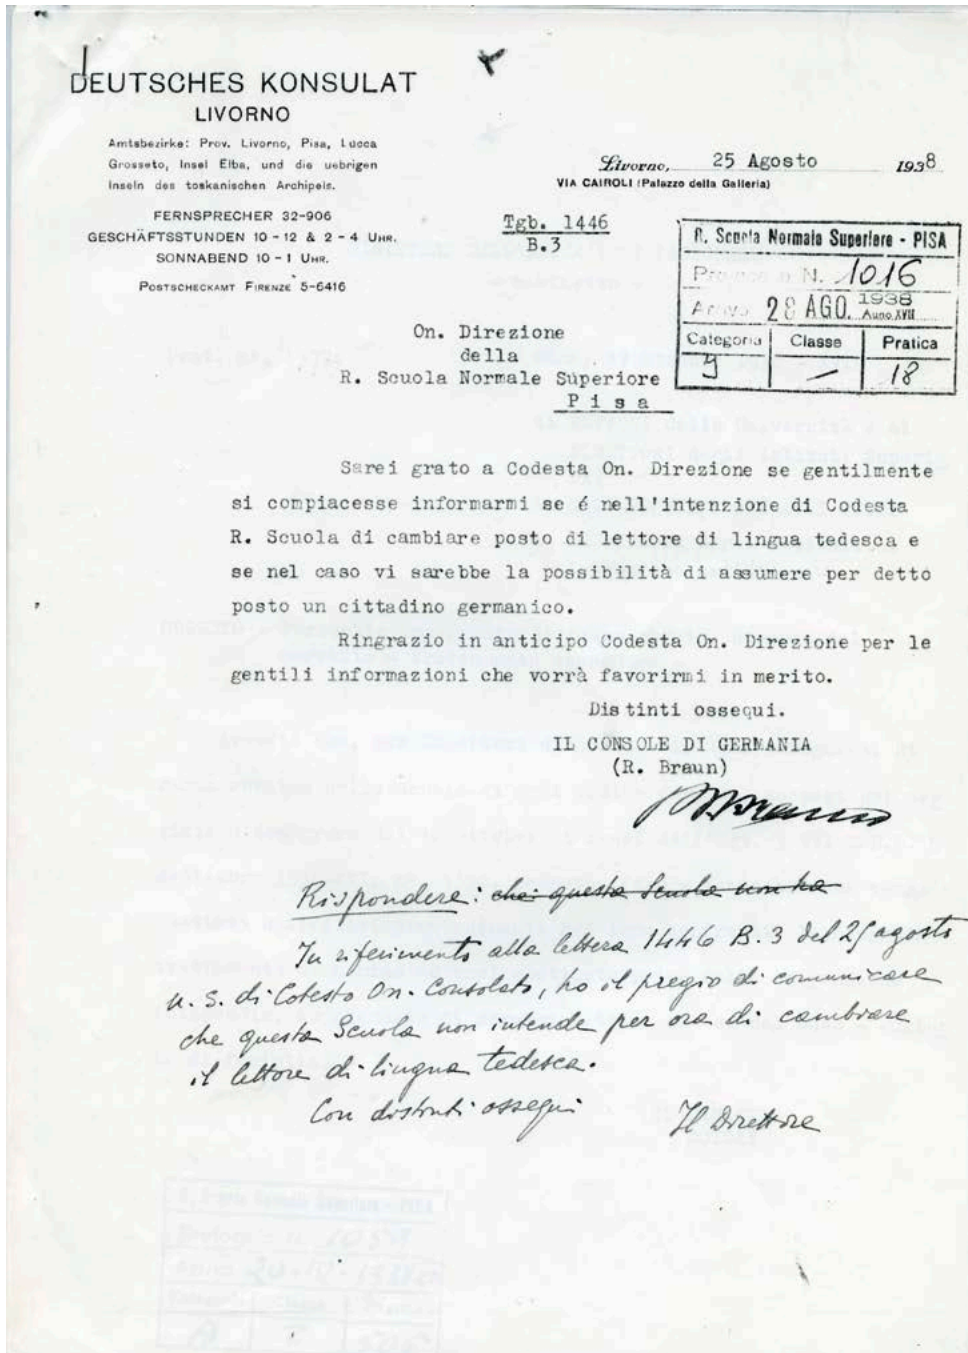 DEUTSCHES KONSULAT
LIVORNO
Amtsbezirke: Prov. Livorno, Pisa, Lucca
Grosseto, Insel Elba, und die uebrigen
Inseln des toskanischen Archipels.
FERNSPRECHER 32-906
GESCHÄFTSSTUNDEN 10-12 & 2-4 UHR.
SONNABEND 10-1 UHR.
POSTSCHECKAMT FIRENZE 5-6416
Livorno, 25 Agosto 1938
VIA CAIROLI (Palazzo della Galleria)
Tgb. 1446
B.3
R. Scuola Normale Superiore - PISA
N. 1016
Arrivo 28 AGO. 1938 Anno XVII
Categoria Classe Pratica
9 — 18
On. Direzione
della
R. Scuola Normale Superiore
Pisa
Sarei grato a Codesta On. Direzione se gentilmente
si compiacesse informarmi se é nell'intenzione di Codesta
R. Scuola di cambiare posto di lettore di lingua tedesca e
se nel caso vi sarebbe la possibilità di assumere per detto
posto un cittadino germanico.
Ringrazio in anticipo Codesta On. Direzione per le
gentili informazioni che vorrà favorirmi in merito.
Distinti ossequi.
IL CONSOLE DI GERMANIA
(R. Braun)
RBraun
Rispondere: che questa Scuola non ha
In riferimento alla lettera 1446 B.3 del 25 agosto
u. s. di Cotesto On. Consolato, ho il pregio di comunicare
che questa Scuola non intende per ora di cambiare
il lettore di lingua tedesca.
Con distinti ossequi Il Direttore